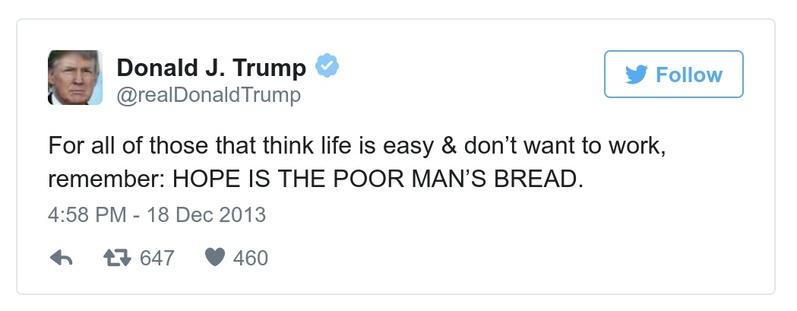 Donald J. Trump
@realDonaldTrump
Follow
For all of those that think life is easy & don’t want to work,
remember: HOPE IS THE POOR MAN’S BREAD.
4:58 PM - 18 Dec 2013
647 460